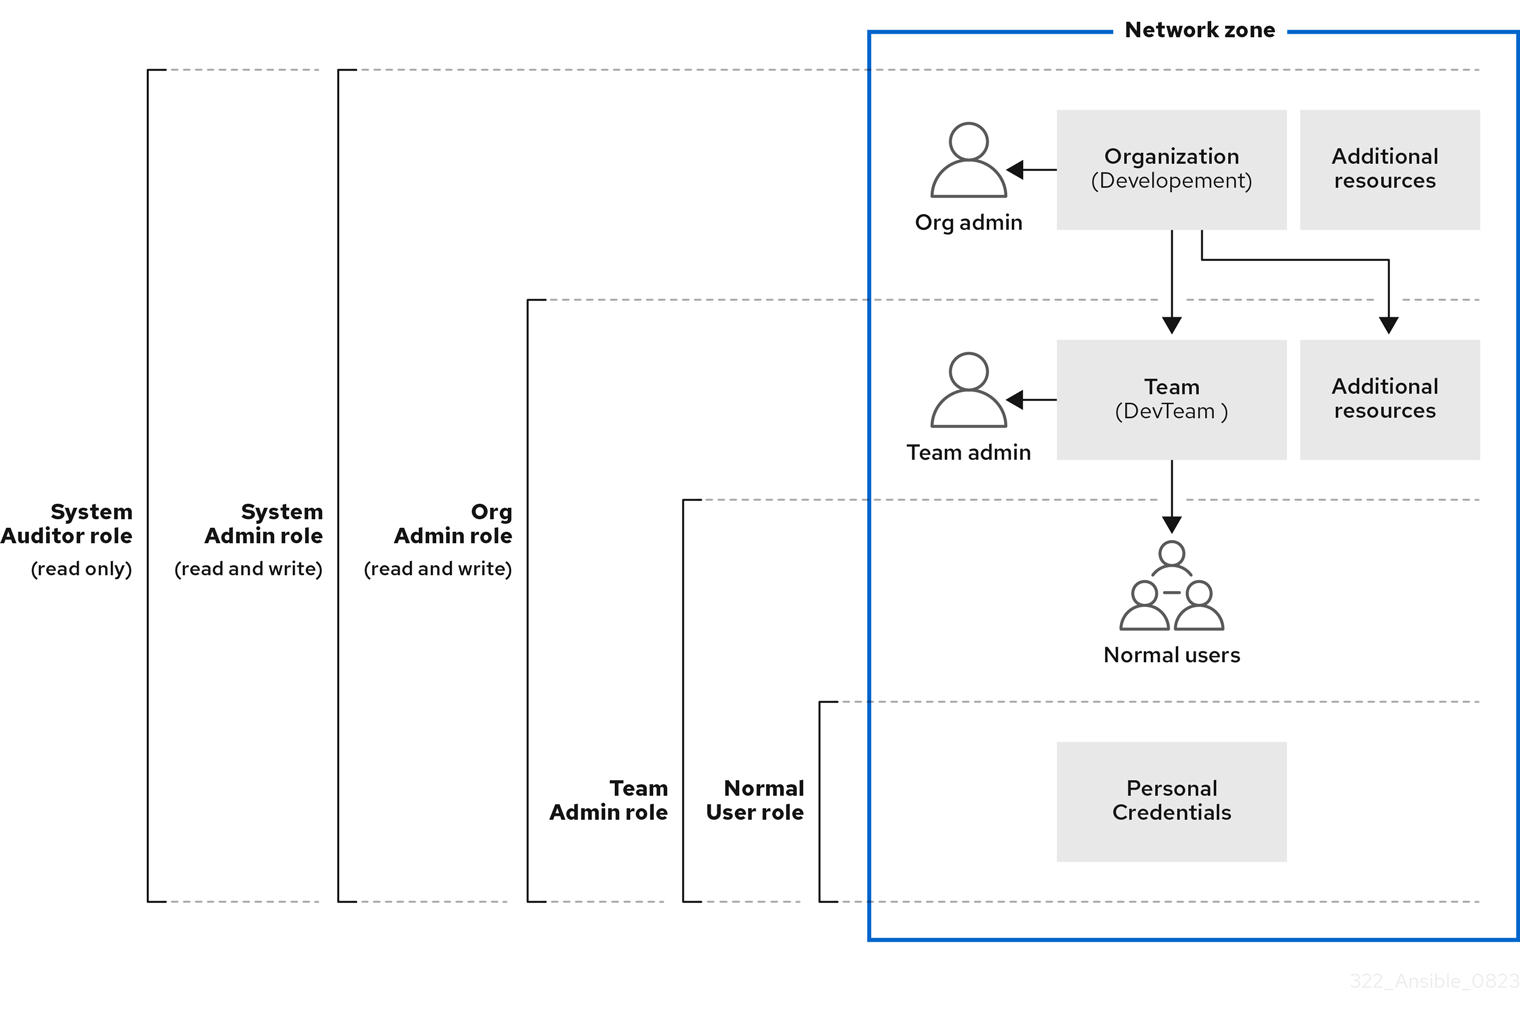 Network zone
Organization
(Developement)
Additional
resources
Org admin
Team
(DevTeam )
Additional
resources
Team admin
System
Auditor role
(read only)
System
Admin role
(read and write)
Org
Admin role
(read and write)
Normal users
Team
Admin role
Normal
User role
Personal
Credentials
322_Ansible_0823